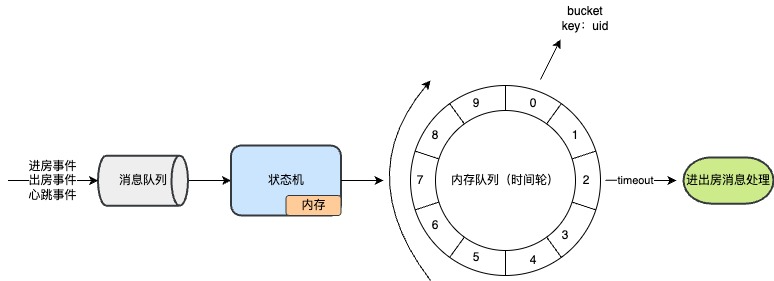 bucket
key：uid
进房事件
出房事件
心跳事件
消息队列
状态机
内存
内存队列（时间轮）
0
1
2
3
4
5
6
7
8
9
timeout
进出房消息处理